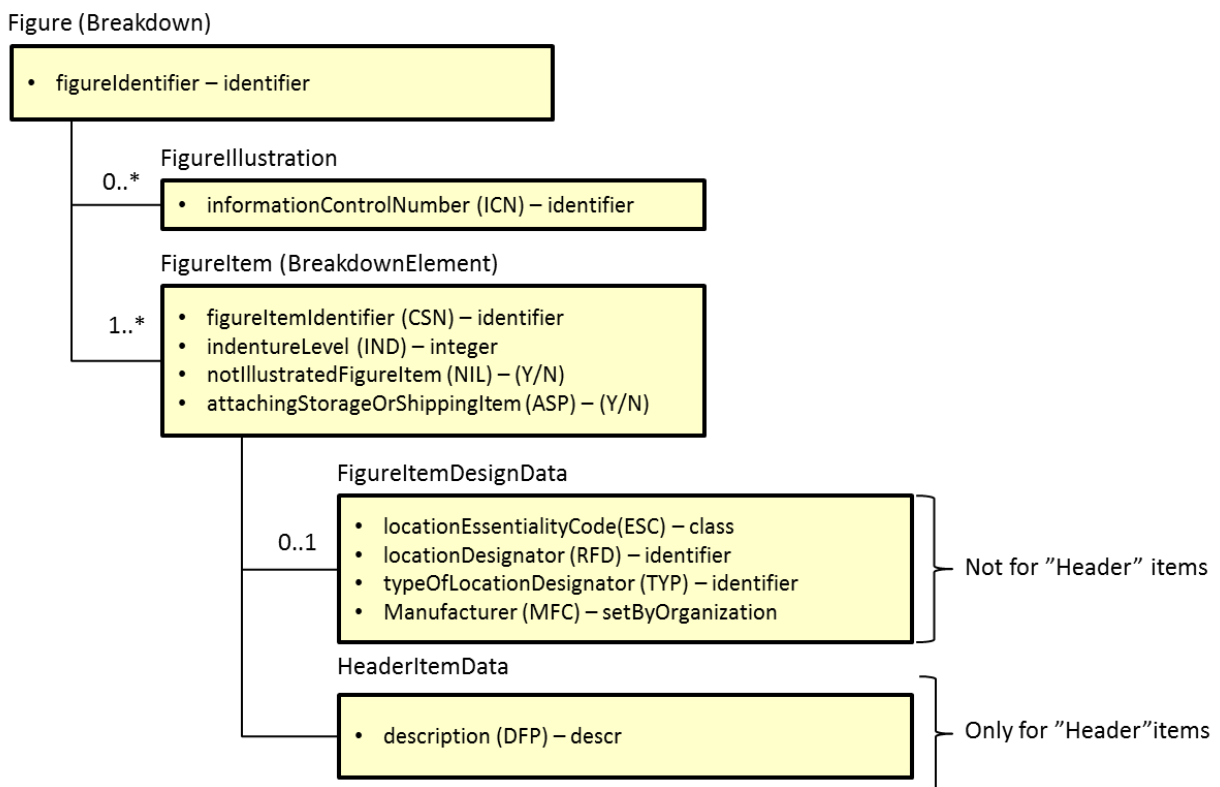 Figure (Breakdown)
• figureIdentifier – identifier
FigureIllustration
0..*
• informationControlNumber (ICN) – identifier
FigureItem (BreakdownElement)
1..*
• figureItemIdentifier (CSN) – identifier
• indentureLevel (IND) – integer
• notIllustratedFigureItem (NIL) – (Y/N)
• attachingStorageOrShippingItem (ASP) – (Y/N)
FigureItemDesignData
0..1
• locationEssentialityCode(ESC) – class
• locationDesignator (RFD) – identifier
• typeOfLocationDesignator (TYP) – identifier
• Manufacturer (MFC) – setByOrganization
Not for ”Header” items
HeaderItemData
• description (DFP) – descr
Only for ”Header”items